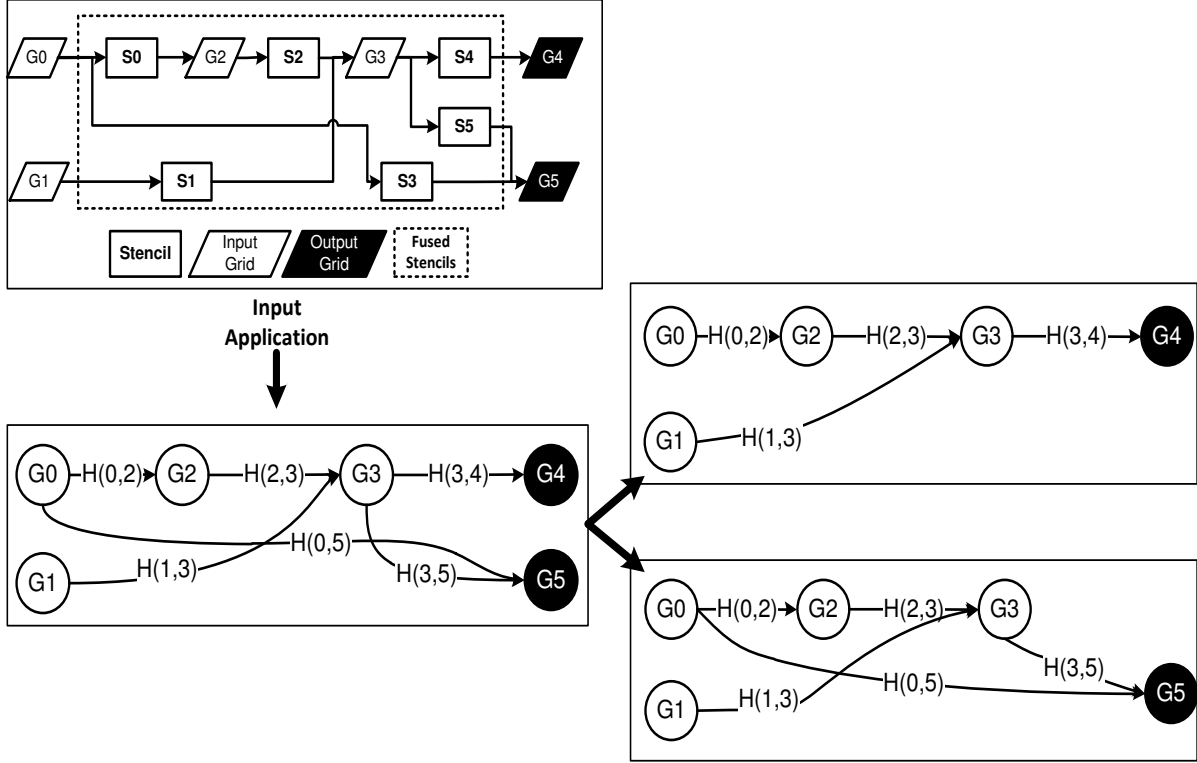 G0 S0 G2 S2 G3 S4 G4
S5
G1 S1 S3 G5
Stencil
Input
Grid
Output
Grid
Fused
Stencils
Input
Application
G0 H(0,2) G2 H(2,3) G3 H(3,4) G4
H(0,5)
G1 H(1,3) H(3,5) G5
G0 H(0,2) G2 H(2,3) G3 H(3,4) G4
G1 H(1,3)
G0 H(0,2) G2 H(2,3) G3
H(3,5)
H(0,5)
G1 H(1,3) G5